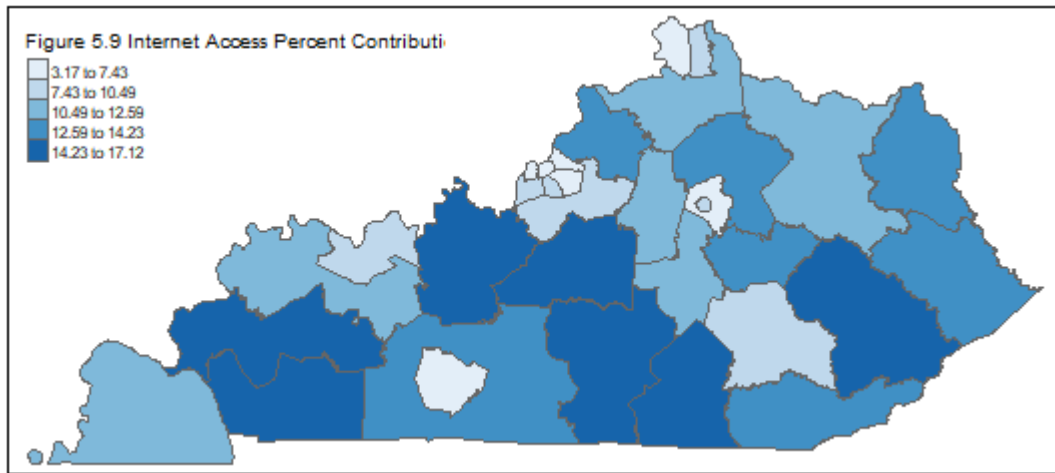 Figure 5.9 Internet Access Percent Contributi
3.17 to 7.43
7.43 to 10.49
10.49 to 12.59
12.59 to 14.23
14.23 to 17.12